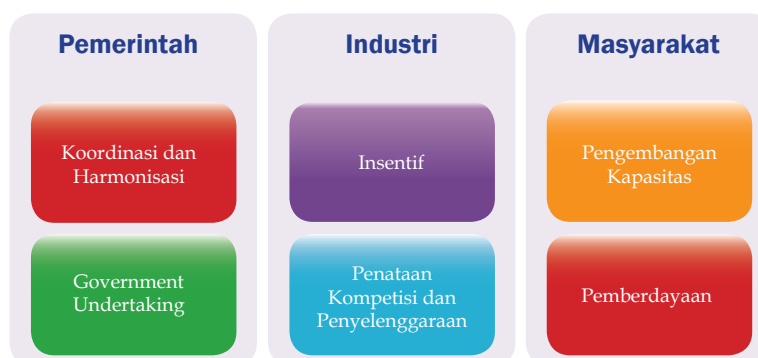 Pemerintah
Koordinasi dan
Harmonisasi
Government
Undertaking
Industri
Insentif
Penataan
Kompetisi dan
Penyelenggaraan
Masyarakat
Pengembangan
Kapasitas
Pemberdayaan